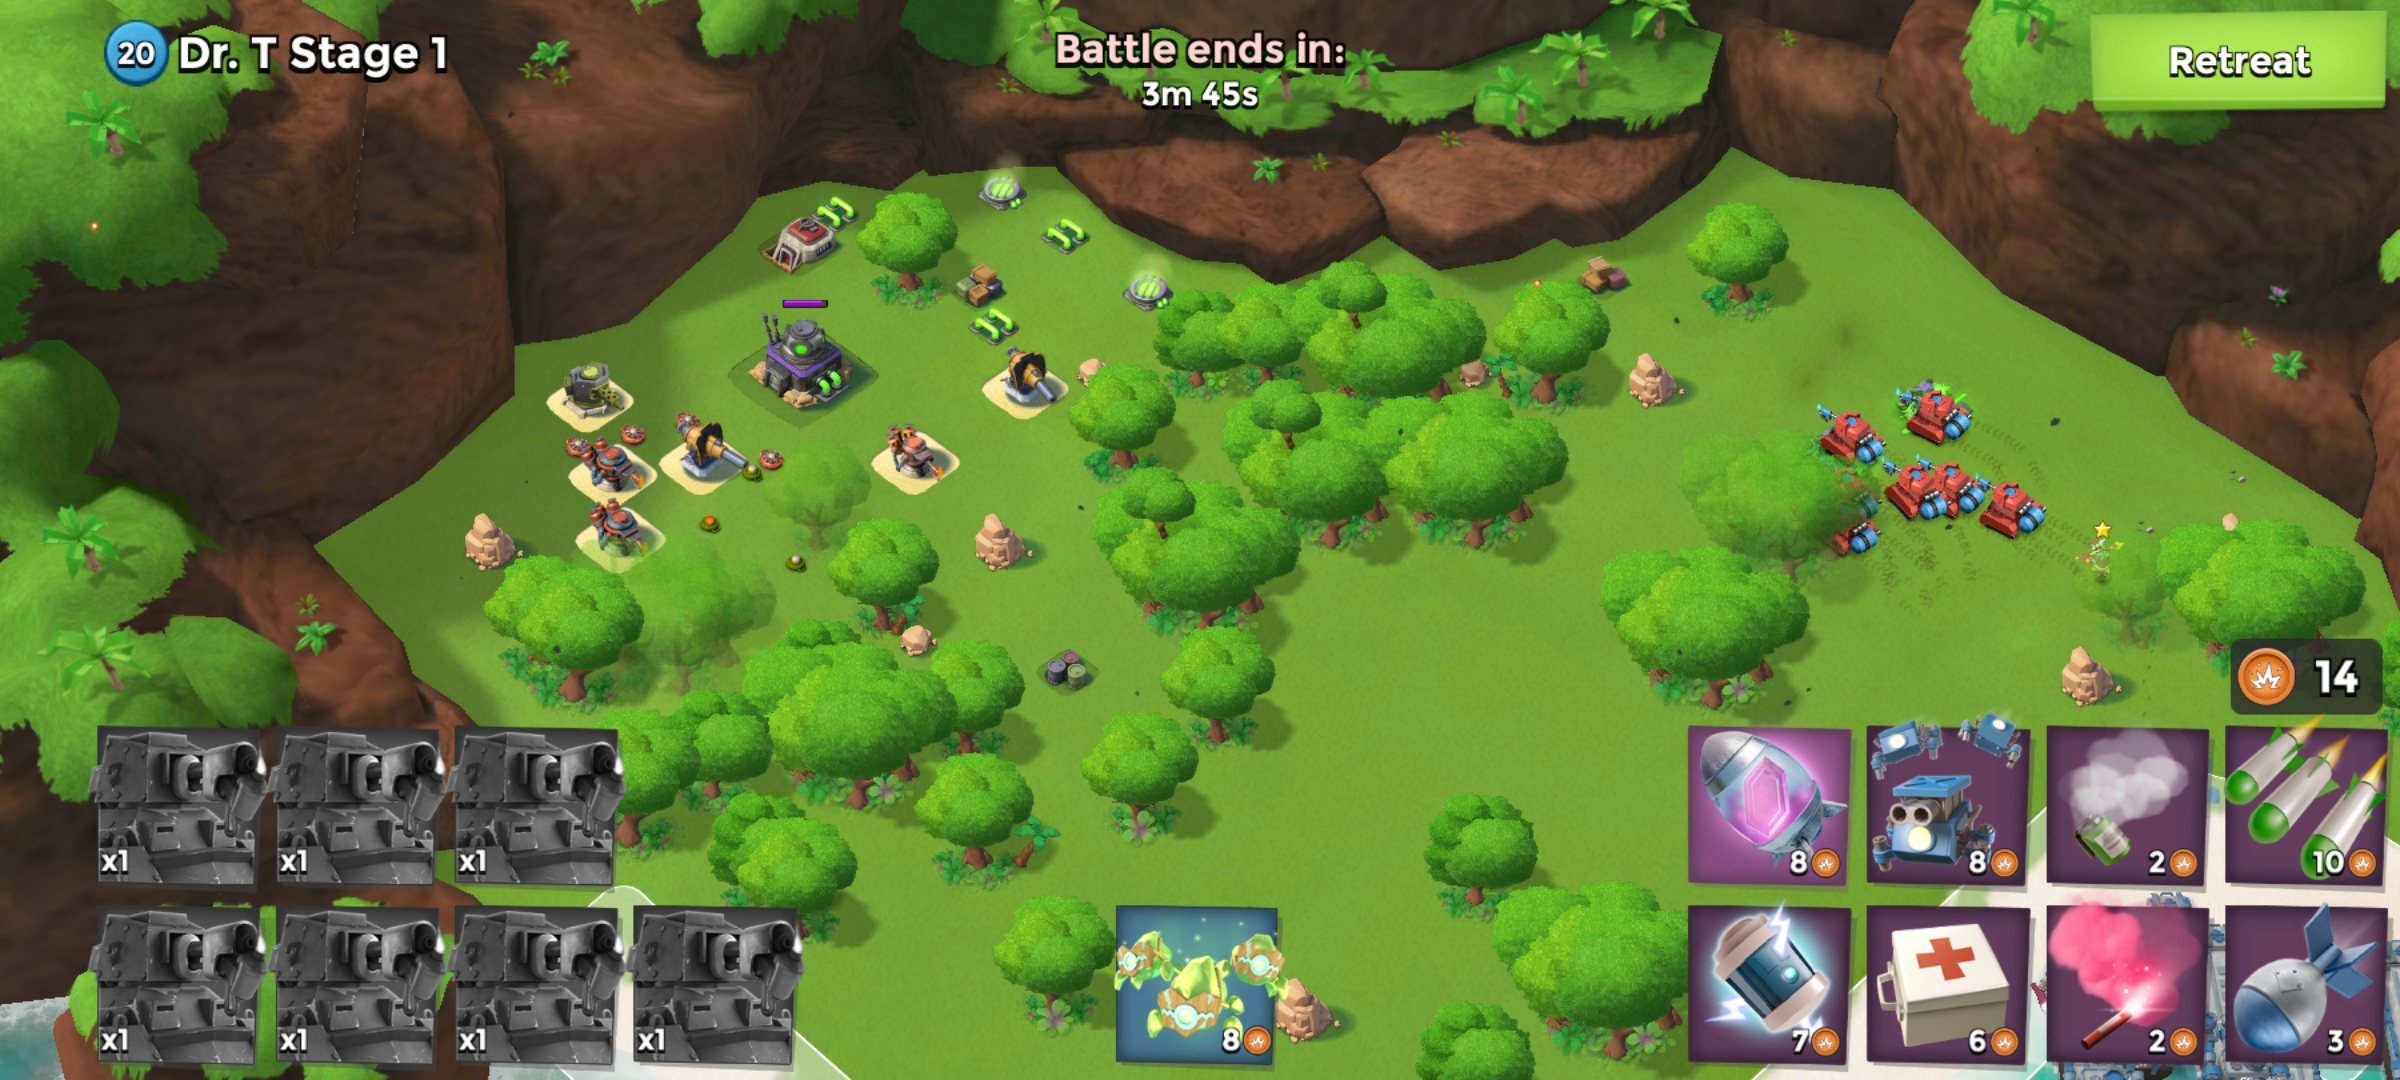 20 Dr. T Stage 1
Battle ends in:
3m 45s
Retreat
14
x1 x1 x1
8 8 2 10
x1 x1 x1 x1
8
7 6 2 3